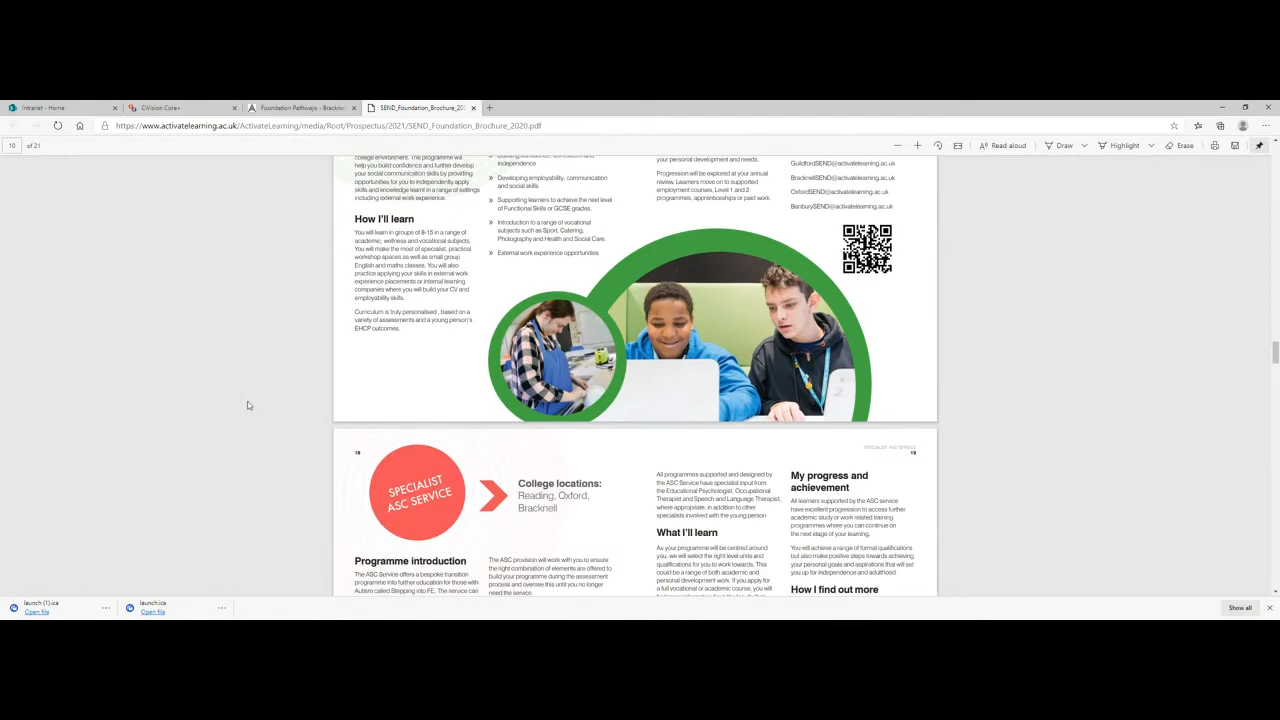 Intranet - Home
C:Vision Core+
Foundation Pathways - Brackne
SEND_Foundation_Brochure_202
https://www.activatelearning.ac.uk/ActivateLearning/media/Root/Prospectus/2021/SEND_Foundation_Brochure_2020.pdf
10 of 21
Read aloud
Draw
Highlight
Erase
college environment. The programme will
help you build confidence and further develop
your social communication skills by providing
opportunities for you to independently apply
skills and knowledge learnt in a range of settings
including external work experience.
How I'll learn
You will learn in groups of 8-15 in a range of
academic, wellness and vocational subjects.
You will make the most of specialist, practical
workshop spaces as well as small group
English and maths classes. You will also
practice applying your skills in external work
experience placements or internal learning
companies where you will build your CV and
employability skills.
Curriculum is truly personalised , based on a
variety of assessments and a young person's
EHCP outcomes.
independence
» Developing employability, communication
and social skills
» Supporting learners to achieve the next level
of Functional Skills or GCSE grades.
» Introduction to a range of vocational
subjects such as Sport, Catering,
Photography and Health and Social Care.
» External work experience opportunities
your personal development and needs.
Progression will be explored at your annual
review. Learners move on to supported
employment courses, Level 1 and 2
programmes, apprenticeships or paid work.
GuildfordSEND@activatelearning.ac.uk
BracknellSEND@activatelearning.ac.uk
OxfordSEND@activatelearning.ac.uk
BanburySEND@activatelearning.ac.uk
18
SPECIALIST ASC SERVICE
19
SPECIALIST
ASC SERVICE
College locations:
Reading, Oxford,
Bracknell
Programme introduction
The ASC Service offers a bespoke transition
programme into further education for those with
Autism called Stepping into FE. The service can
The ASC provision will work with you to ensure
the right combination of elements are offered to
build your programme during the assessment
process and oversee this until you no longer
need the service.
All programmes supported and designed by
the ASC Service have specialist input from
the Educational Psychologist, Occupational
Therapist and Speech and Language Therapist,
where appropriate, in addition to other
specialists involved with the young person.
What I'll learn
As your programme will be centred around
you, we will select the right level units and
qualifications for you to work towards. This
could be a range of both academic and
personal development work. If you apply for
a full vocational or academic course, you will
My progress and
achievement
All learners supported by the ASC service
have excellent progression to access further
academic study or work related training
programmes where you can continue on
the next stage of your learning.
You will achieve a range of formal qualifications
but also make positive steps towards achieving
your personal goals and aspirations that will set
you up for independence and adulthood
How I find out more
launch (1).ica
Open file
launch.ica
Open file
Show all